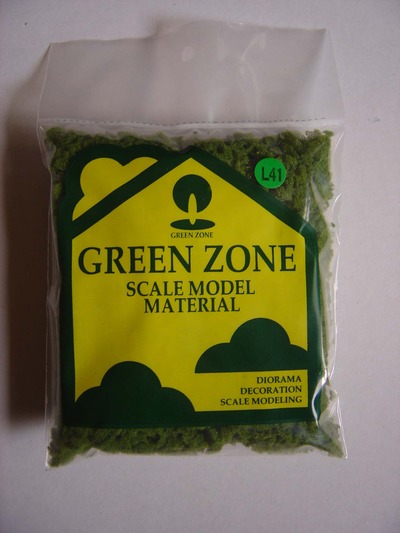 L41
GREEN ZONE
GREEN ZONE
SCALE MODEL
MATERIAL
DIORAMA
DECORATION
SCALE MODELING